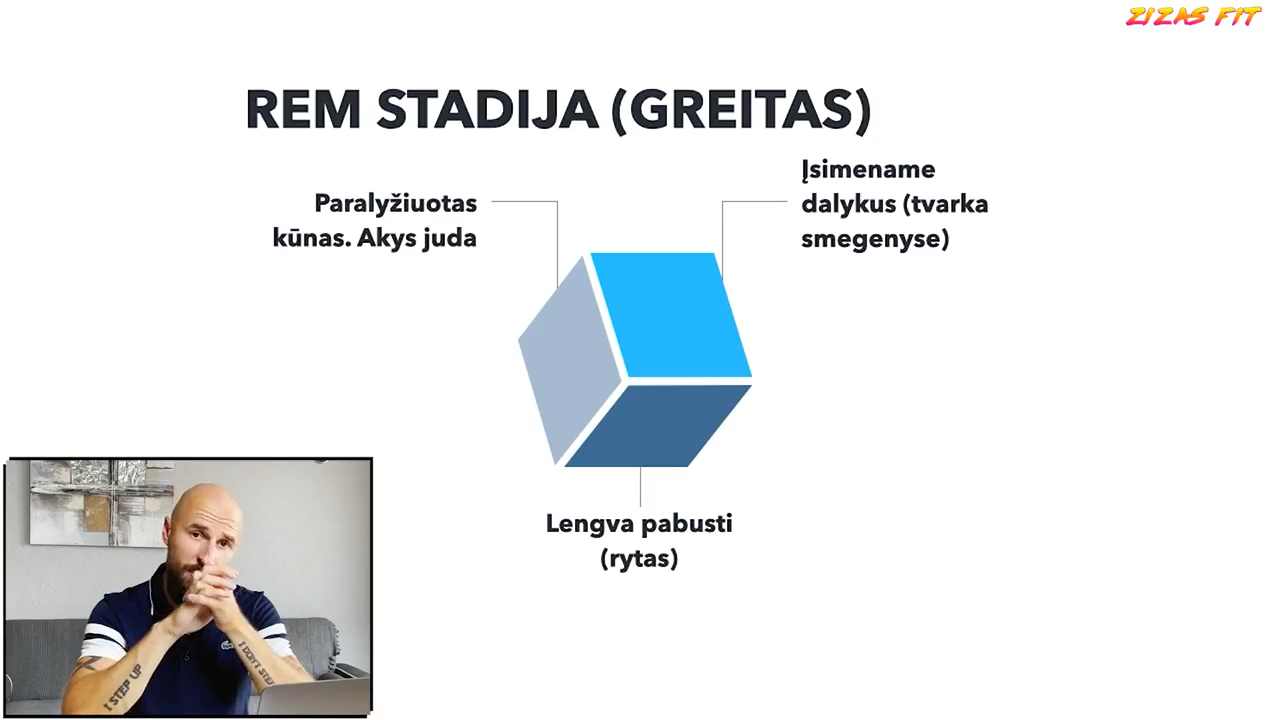 ZIZAS FIT
REM STADIJA (GREITAS)
Paralyžiuotas
kūnas. Akys juda
Įsimename
dalykus (tvarka
smegenyse)
Lengva pabusti
(rytas)
I STEP UP
I DON'T STEP